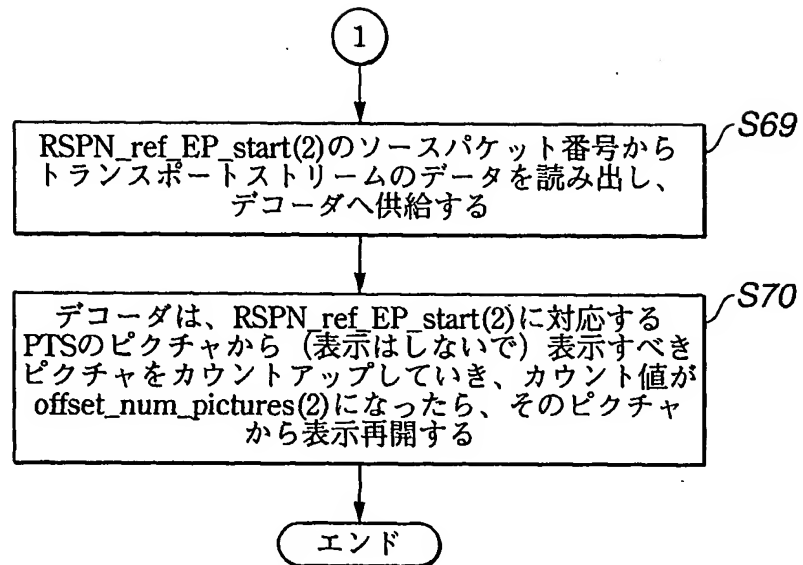 1
S69
RSPN_ref_EP_start(2)のソースパケット番号から
トランスポートストリームのデータを読み出し、
デコーダへ供給する
S70
デコーダは、RSPN_ref_EP_start(2)に対応する
PTSのピクチャから（表示はしないで）表示すべき
ピクチャをカウントアップしていき、カウント値が
offset_num_pictures(2)になったら、そのピクチャ
から表示再開する
エンド